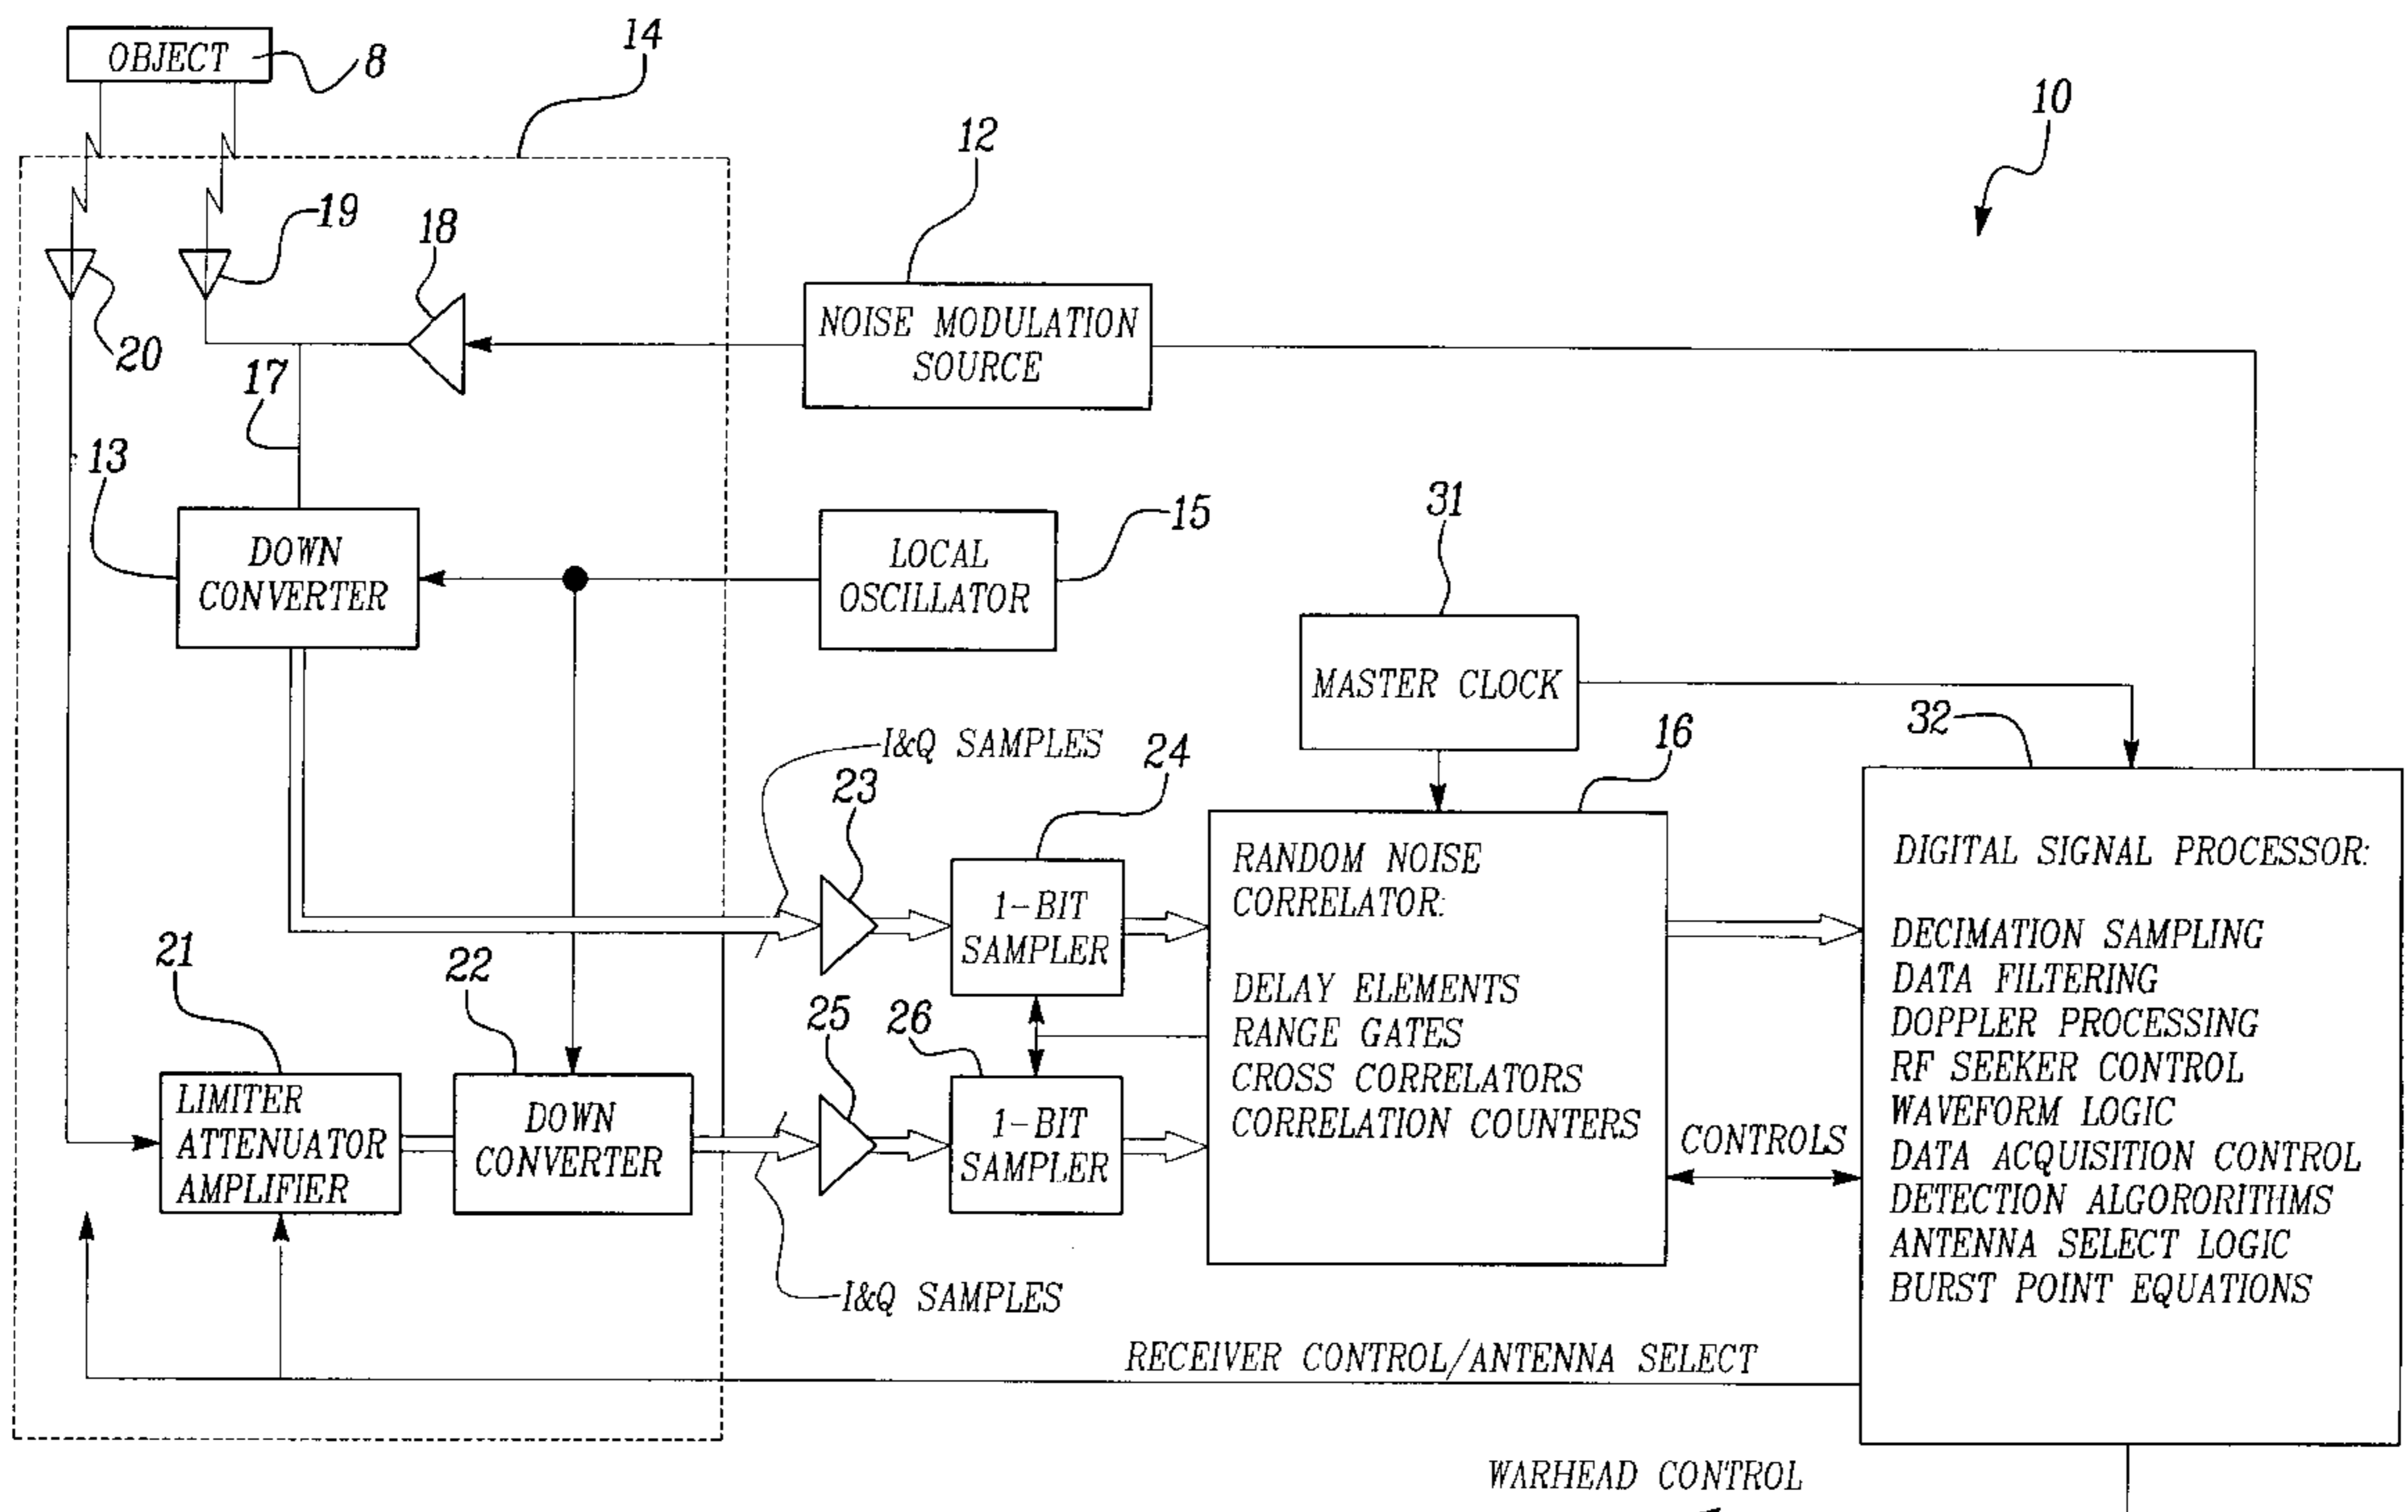 OBJECT
8
14
10
12
19
18
NOISE MODULATION
SOURCE
20
17
13
DOWN
CONVERTER
LOCAL
OSCILLATOR
15
31
MASTER CLOCK
32
I&Q SAMPLES
24
16
23
RANDOM NOISE
CORRELATOR:
DELAY ELEMENTS
RANGE GATES
CROSS CORRELATORS
CORRELATION COUNTERS
DIGITAL SIGNAL PROCESSOR:
DECIMATION SAMPLING
DATA FILTERING
DOPPLER PROCESSING
RF SEEKER CONTROL
WAVEFORM LOGIC
DATA ACQUISITION CONTROL
DETECTION ALGORORITHMS
ANTENNA SELECT LOGIC
BURST POINT EQUATIONS
1-BIT
SAMPLER
21
22
25
26
LIMITER
ATTENUATOR
AMPLIFIER
DOWN
CONVERTER
1-BIT
SAMPLER
CONTROLS
I&Q SAMPLES
RECEIVER CONTROL/ANTENNA SELECT
WARHEAD CONTROL